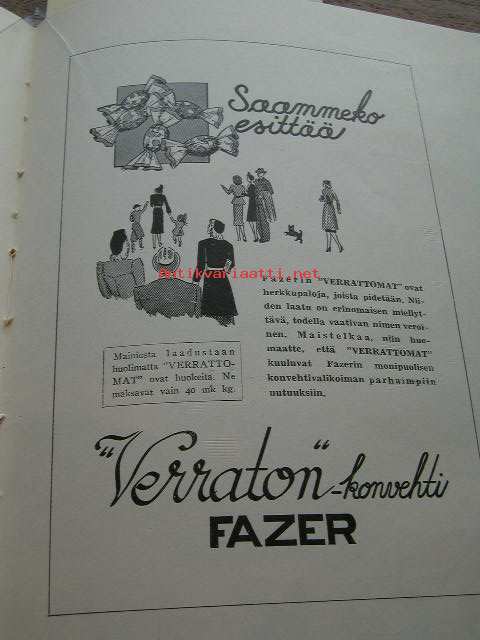 Saammeko
esittää
Antikvariaatti.net
Fazerin "VERRATTOMAT" ovat
herkkupaloja, joista pidetään. Nii-
den laatu on erinomaisen miellyt-
tävä, todella vaativan nimen veroi-
nen. Maistelkaa, niin huo-
maatte, että "VERRATTOMAT"
kuuluvat Fazerin monipuolisen
konvehtivalikoiman parhaimpiin
uutuuksiin.
Mainiosta laadustaan
huolimatta "VERRATTO-
MAT" ovat huokeita. Ne
maksavat vain 40 mk kg.
"Verraton"-konvehti
FAZER